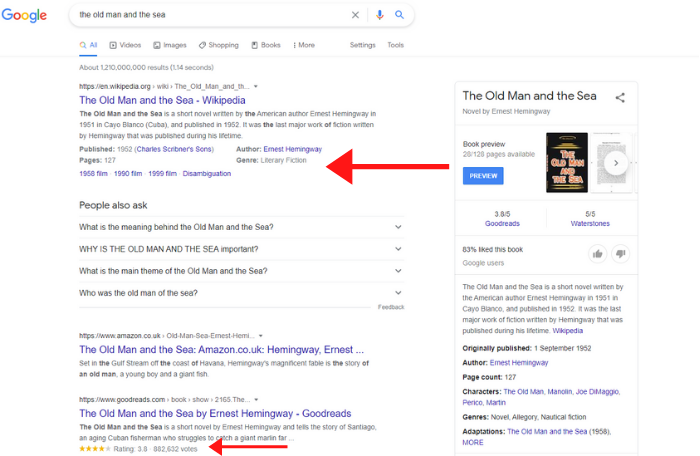 Google
the old man and the sea
All Videos Images Shopping Books More Settings Tools
About 1,210,000,000 results (1.14 seconds)
https://en.wikipedia.org › wiki › The_Old_Man_and_th...
The Old Man and the Sea - Wikipedia
The Old Man and the Sea is a short novel written by the American author Ernest Hemingway in
1951 in Cayo Blanco (Cuba), and published in 1952. It was the last major work of fiction written
by Hemingway that was published during his lifetime.
Published: 1952 (Charles Scribner's Sons) Author: Ernest Hemingway
Pages: 127 Genre: Literary Fiction
1958 film 1990 film 1999 film Disambiguation
People also ask
What is the meaning behind the Old Man and the Sea?
WHY IS THE OLD MAN AND THE SEA important?
What is the main theme of the Old Man and the Sea?
Who was the old man of the sea?
Feedback
https://www.amazon.co.uk › Old-Man-Sea-Ernest-Hemi...
The Old Man and the Sea: Amazon.co.uk: Hemingway, Ernest ...
Set in the Gulf Stream off the coast of Havana, Hemingway's magnificent fable is the story of
an old man, a young boy and a giant fish.
https://www.goodreads.com › book › show › 2165.The...
The Old Man and the Sea by Ernest Hemingway - Goodreads
The Old Man and the Sea is a short novel by Ernest Hemingway and tells the story of Santiago,
an aging Cuban fisherman who struggles to catch a giant marlin far ...
Rating: 3.8 · 882,632 votes
The Old Man and the Sea
Novel by Ernest Hemingway
Book preview
28/128 pages available
PREVIEW
THE
OLD MAN
AND
THE SEA
3.8/5 5/5
Goodreads Waterstones
83% liked this book
Google users
The Old Man and the Sea is a short novel written by
the American author Ernest Hemingway in 1951 in
Cayo Blanco, and published in 1952. It was the last
major work of fiction written by Hemingway that was
published during his lifetime. Wikipedia
Originally published: 1 September 1952
Author: Ernest Hemingway
Page count: 127
Characters: The Old Man, Manolin, Joe DiMaggio,
Perico, Martin
Genres: Novel, Allegory, Nautical fiction
Adaptations: The Old Man and the Sea (1958),
MORE